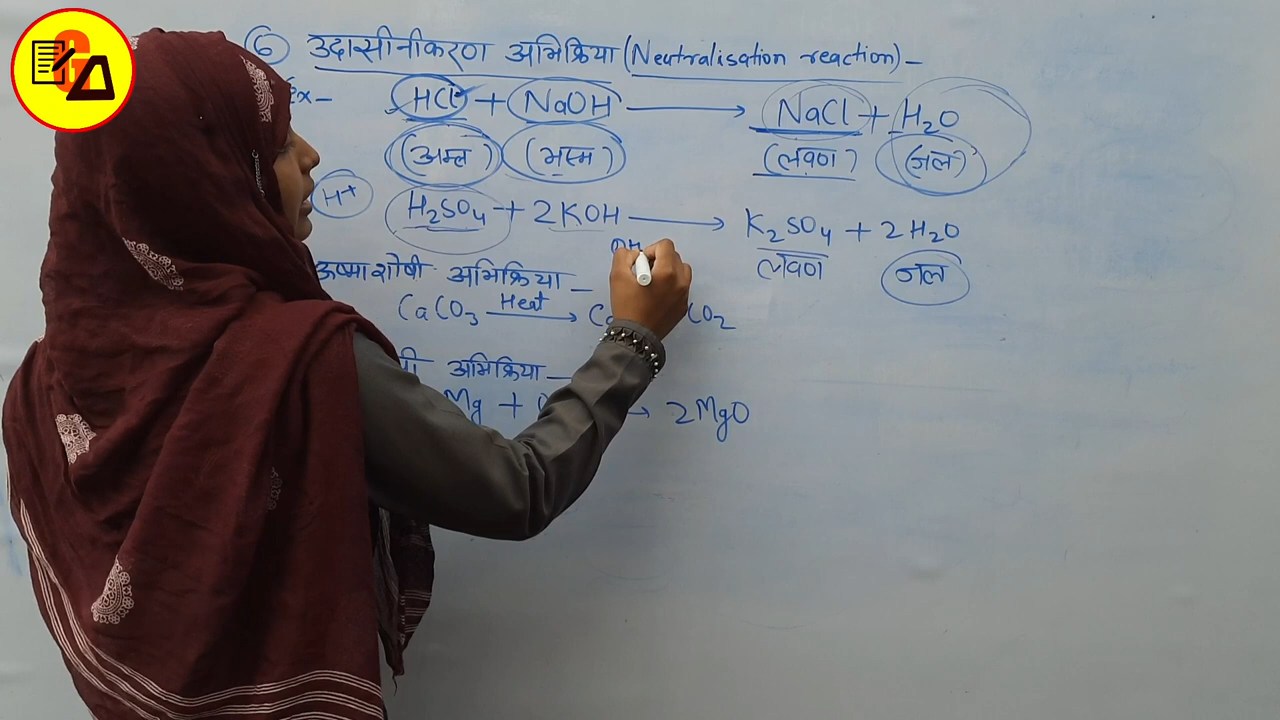 6 उदासीनीकरण अभिक्रिया (Neutralisation reaction) –
Ex – HCl + NaOH ⟶ NaCl + H₂O
(अम्ल) (भस्म) (लवण) (जल)
H⁺ H₂SO₄ + 2KOH ⟶ K₂SO₄ + 2H₂O
OH लवण जल
ऊष्माशोषी अभिक्रिया –
CaCO₃ Heat ⟶ CO₂
अभिक्रिया –
Mg + ⟶ 2MgO